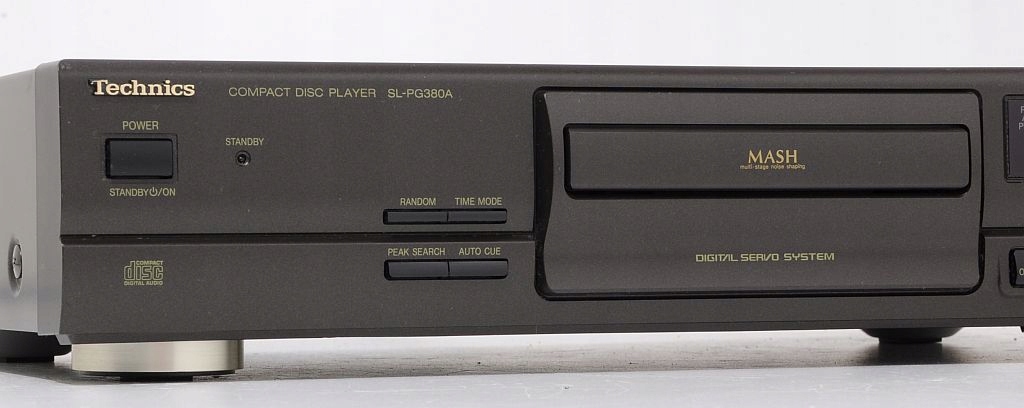 Technics
COMPACT DISC PLAYER SL-PG380A
POWER
STANDBY
STANDBY⏻/ON
RANDOM
TIME MODE
PEAK SEARCH
AUTO CUE
COMPACT
disc
DIGITAL AUDIO
MASH
multi-stage noise shaping
DIGITAL SERVO SYSTEM